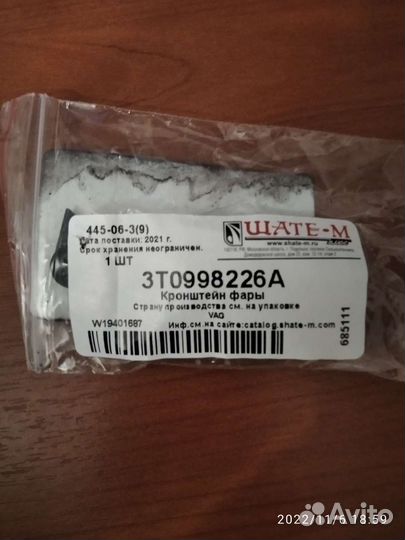 445-06-3(9)
Дата поставки: 2021 г.
Срок хранения неограничен.
1 ШТ
ШАТЕ-М
www.shate-m.ru
3T0998226A
Кронштейн фары
Страну производства см. на упаковке
VAG
W19401687
Инф.см.на сайте:catalog.shate-m.com
685111
2022/11/6 18:59
Avito